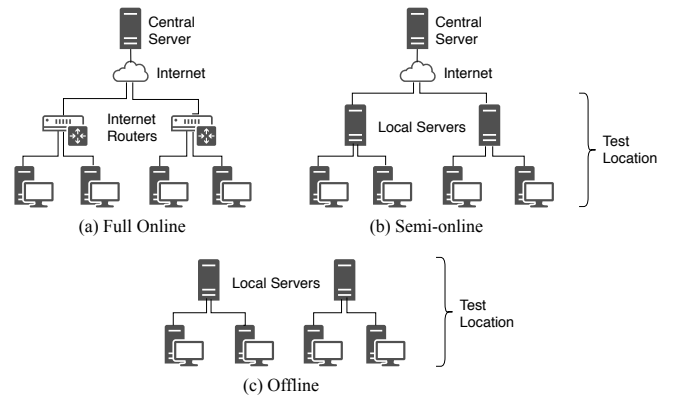 Central
Server
Internet
Internet
Routers
(a) Full Online
Central
Server
Internet
Local Servers
Test
Location
(b) Semi-online
Local Servers
Test
Location
(c) Offline